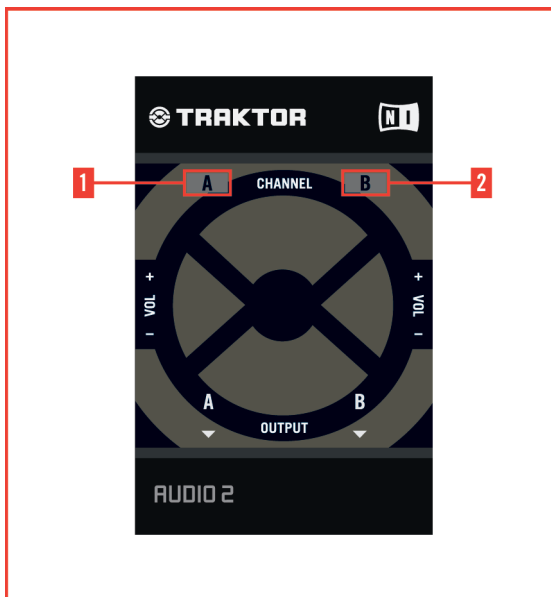 TRAKTOR NI
1 A CHANNEL B 2
+ VOL − + VOL −
A B
OUTPUT
AUDIO 2